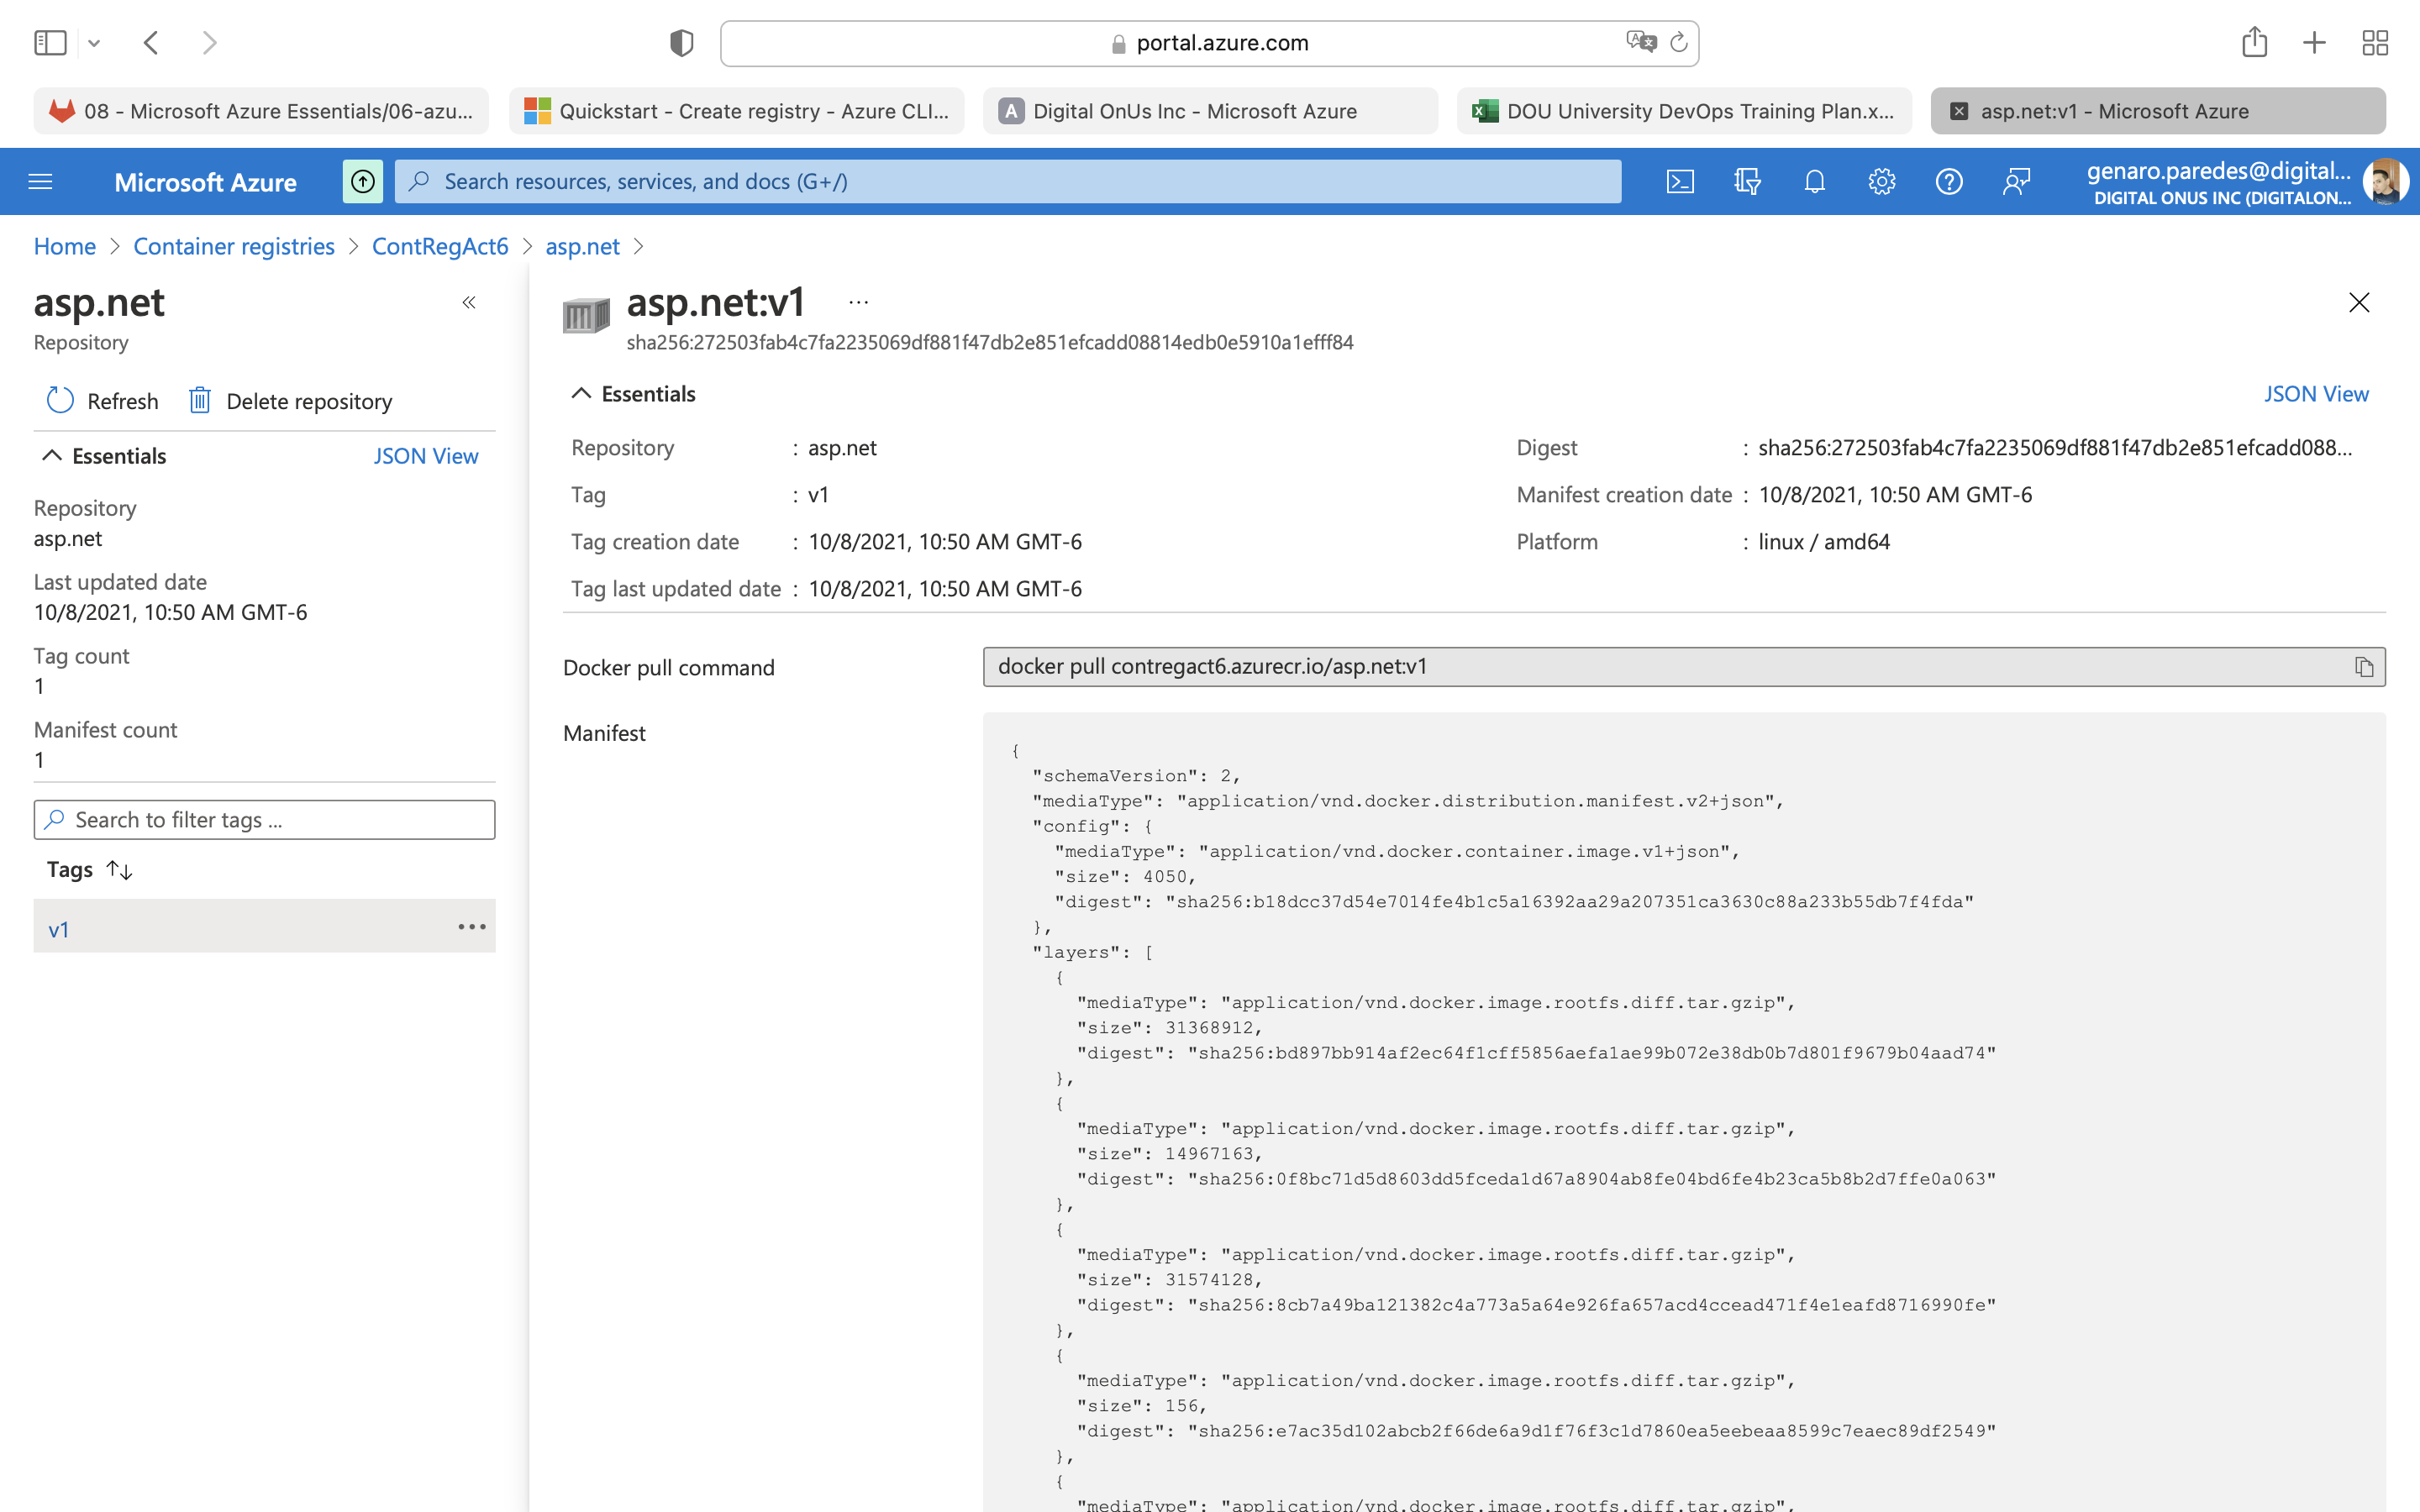 portal.azure.com
08 - Microsoft Azure Essentials/06-azu...
Quickstart - Create registry - Azure CLI...
A Digital OnUs Inc - Microsoft Azure
DOU University DevOps Training Plan.x...
asp.net:v1 - Microsoft Azure
Microsoft Azure
Search resources, services, and docs (G+/)
genaro.paredes@digital...
DIGITAL ONUS INC (DIGITALON...
Home > Container registries > ContRegAct6 > asp.net >
asp.net
Repository
Refresh
Delete repository
Essentials
JSON View
Repository
asp.net
Last updated date
10/8/2021, 10:50 AM GMT-6
Tag count
1
Manifest count
1
Search to filter tags ...
Tags
v1
asp.net:v1 ...
sha256:272503fab4c7fa2235069df881f47db2e851efcadd08814edb0e5910a1efff84
Essentials
JSON View
Repository : asp.net
Tag : v1
Tag creation date : 10/8/2021, 10:50 AM GMT-6
Tag last updated date : 10/8/2021, 10:50 AM GMT-6
Digest : sha256:272503fab4c7fa2235069df881f47db2e851efcadd088...
Manifest creation date : 10/8/2021, 10:50 AM GMT-6
Platform : linux / amd64
Docker pull command
docker pull contregact6.azurecr.io/asp.net:v1
Manifest
{
"schemaVersion": 2,
"mediaType": "application/vnd.docker.distribution.manifest.v2+json",
"config": {
"mediaType": "application/vnd.docker.container.image.v1+json",
"size": 4050,
"digest": "sha256:b18dcc37d54e7014fe4b1c5a16392aa29a207351ca3630c88a233b55db7f4fda"
},
"layers": [
{
"mediaType": "application/vnd.docker.image.rootfs.diff.tar.gzip",
"size": 31368912,
"digest": "sha256:bd897bb914af2ec64f1cff5856aefa1ae99b072e38db0b7d801f9679b04aad74"
},
{
"mediaType": "application/vnd.docker.image.rootfs.diff.tar.gzip",
"size": 14967163,
"digest": "sha256:0f8bc71d5d8603dd5fceda1d67a8904ab8fe04bd6fe4b23ca5b8b2d7ffe0a063"
},
{
"mediaType": "application/vnd.docker.image.rootfs.diff.tar.gzip",
"size": 31574128,
"digest": "sha256:8cb7a49ba121382c4a773a5a64e926fa657acd4ccead471f4e1eafd8716990fe"
},
{
"mediaType": "application/vnd.docker.image.rootfs.diff.tar.gzip",
"size": 156,
"digest": "sha256:e7ac35d102abcb2f66de6a9d1f76f3c1d7860ea5eebeaa8599c7eaec89df2549"
},
{
"mediaType": "application/vnd.docker.image.rootfs.diff.tar.gzip",